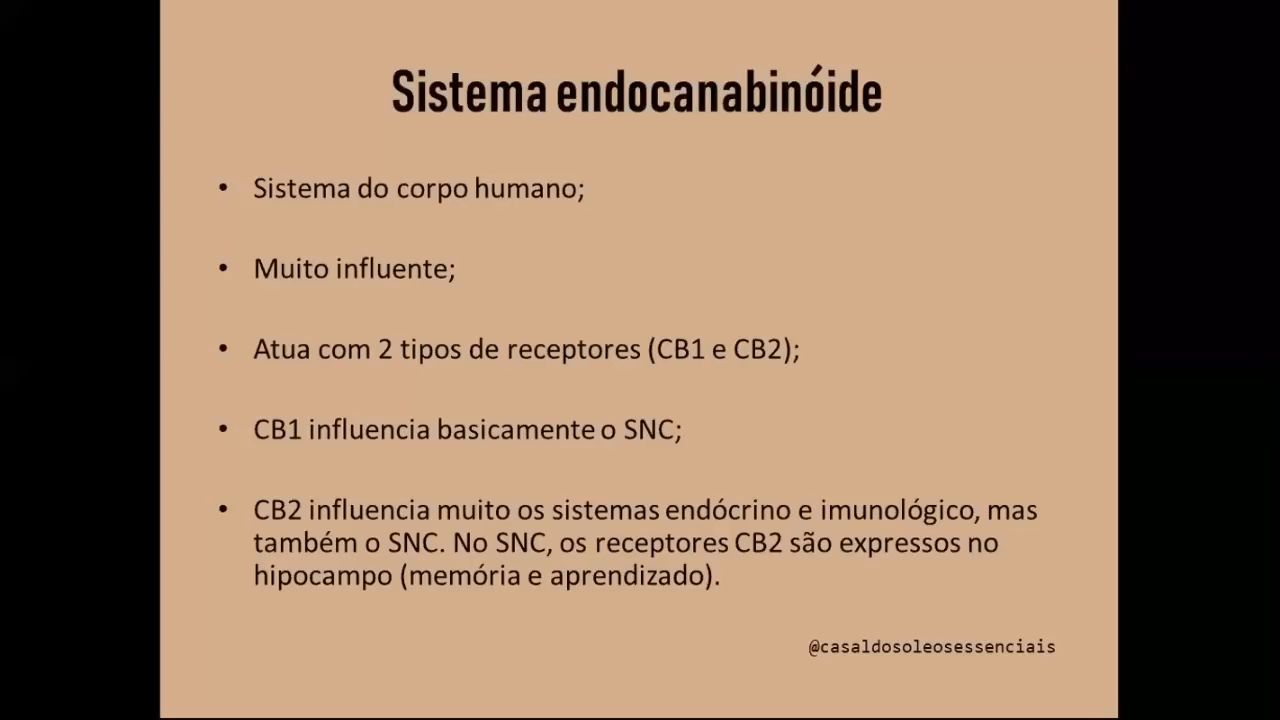 Sistema endocanabinóide
• Sistema do corpo humano;
• Muito influente;
• Atua com 2 tipos de receptores (CB1 e CB2);
• CB1 influencia basicamente o SNC;
• CB2 influencia muito os sistemas endócrino e imunológico, mas
também o SNC. No SNC, os receptores CB2 são expressos no
hipocampo (memória e aprendizado).
@casaldosoleosessenciais